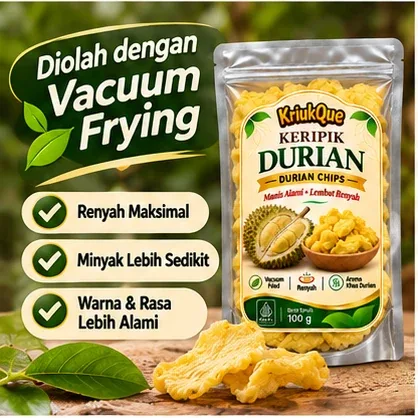 Diolah dengan
Vacuum
Frying
Renyah Maksimal
Minyak Lebih Sedikit
Warna & Rasa
Lebih Alami
KriukQue
KERIPIK
DURIAN
DURIAN CHIPS
Manis Alami • Lembut Renyah
Vacuum
Fried
Renyah
Aroma
Khas Durian
100 g